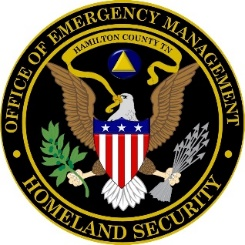 OFFICE OF EMERGENCY MANAGEMENT
HAMILTON COUNTY TN
HOMELAND SECURITY